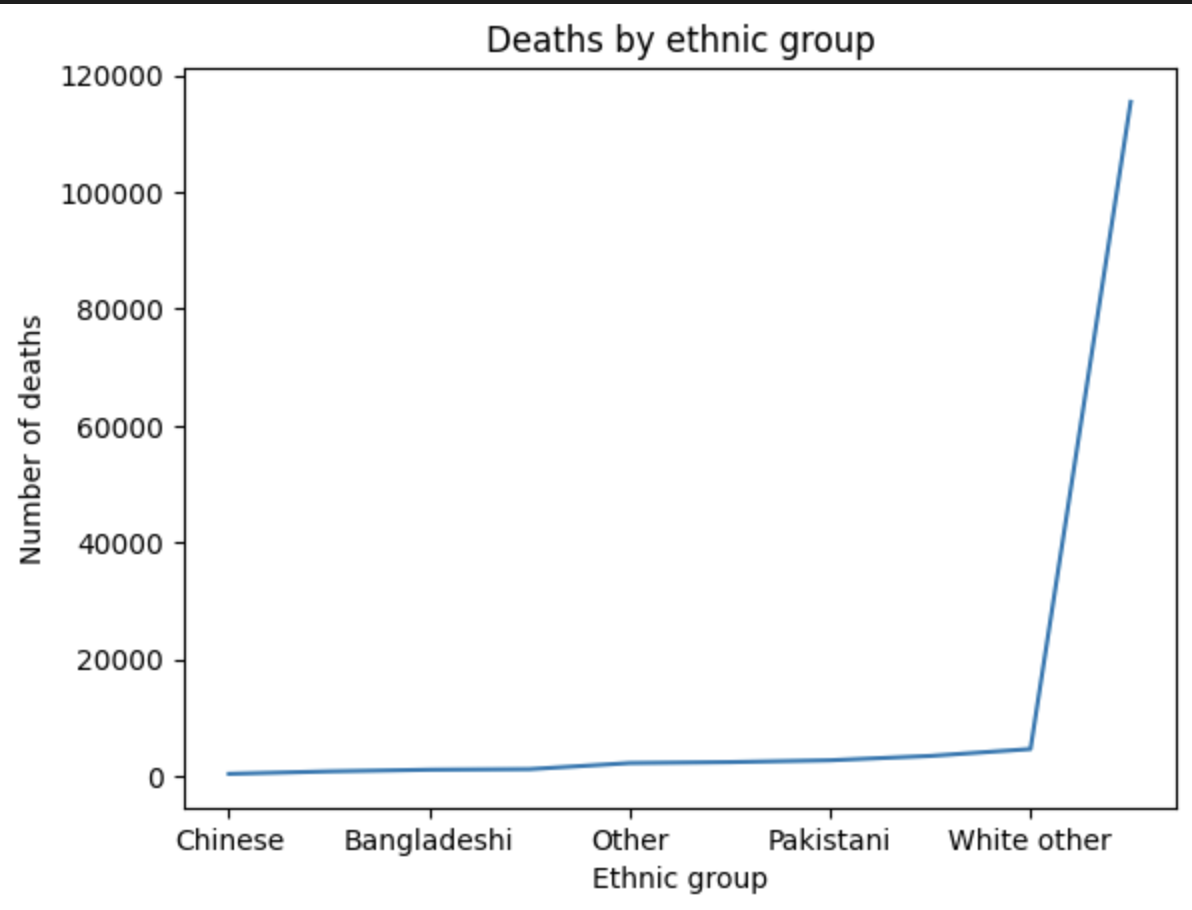 Deaths by ethnic group
120000
100000
80000
60000
40000
20000
0
Number of deaths
Chinese Bangladeshi Other Pakistani White other
Ethnic group